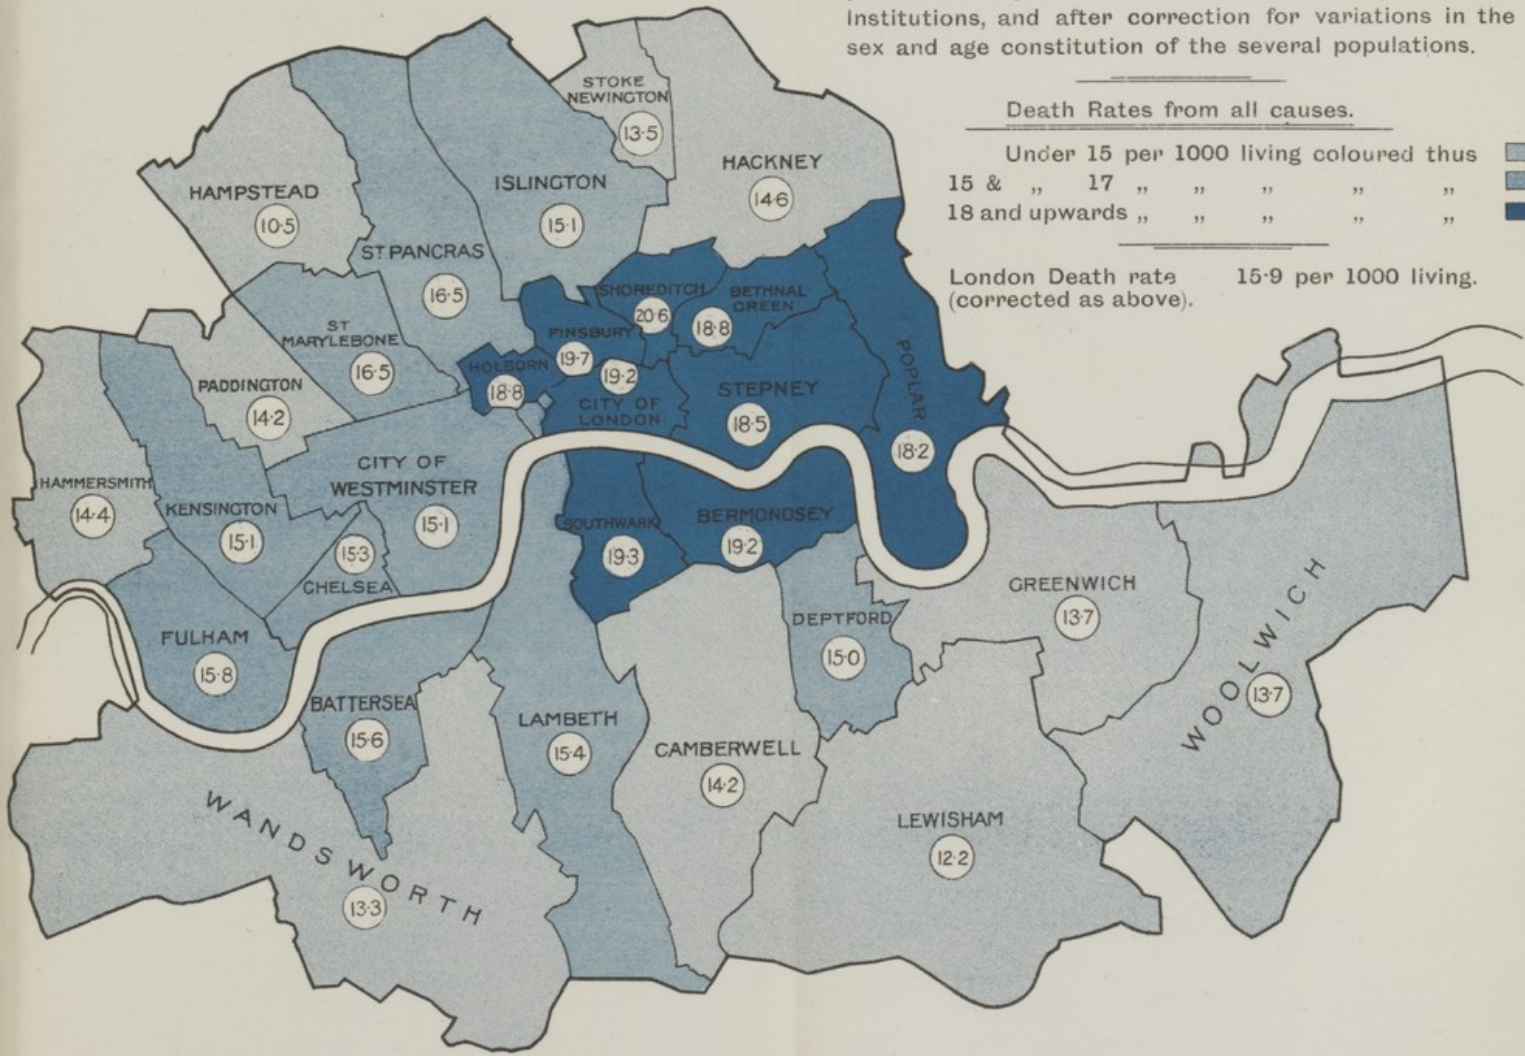 Institutions, and after correction for variations in the
sex and age constitution of the several populations.
Death Rates from all causes.
Under 15 per 1000 living coloured thus
15 & „ 17 „ „ „ „ „
18 and upwards „ „ „ „ „
London Death rate 15·9 per 1000 living.
(corrected as above).
STOKE
NEWINGTON
13·5
HACKNEY
14·6
HAMPSTEAD
10·5
ISLINGTON
15·1
ST PANCRAS
16·5
SHOREDITCH
20·6
BETHNAL
GREEN
18·8
ST
MARYLEBONE
16·5
FINSBURY
19·7
HOLBORN
18·8
19·2
CITY OF
LONDON
STEPNEY
18·5
POPLAR
18·2
PADDINGTON
14·2
HAMMERSMITH
14·4
KENSINGTON
15·1
CITY OF
WESTMINSTER
15·1
15·3
CHELSEA
SOUTHWARK
19·3
BERMONDSEY
19·2
FULHAM
15·8
DEPTFORD
15·0
GREENWICH
13·7
WOOLWICH
13·7
BATTERSEA
15·6
LAMBETH
15·4
CAMBERWELL
14·2
WANDSWORTH
13·3
LEWISHAM
12·2